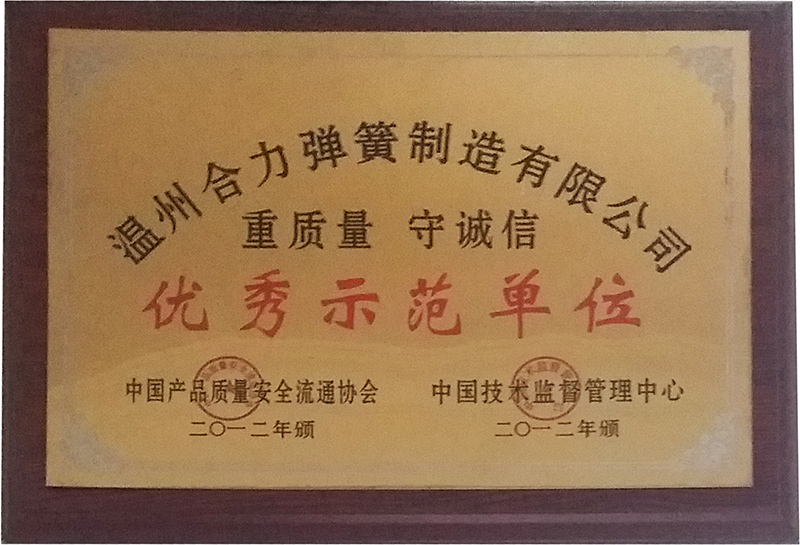 温州合力弹簧制造有限公司
重质量 守诚信
优秀示范单位
中国产品质量安全流通协会
中国技术监督管理中心
二〇一二年颁
二〇一二年颁